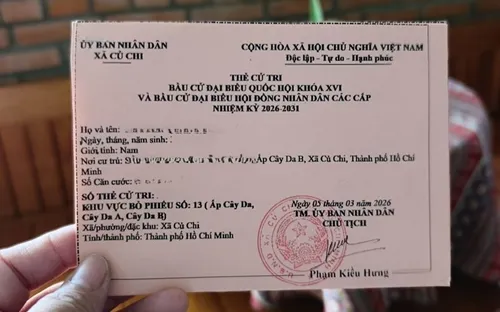 ỦY BAN NHÂN DÂN
XÃ CỦ CHI
CỘNG HÒA XÃ HỘI CHỦ NGHĨA VIỆT NAM
Độc lập - Tự do - Hạnh phúc
THẺ CỬ TRI
BẦU CỬ ĐẠI BIỂU QUỐC HỘI KHÓA XVI
VÀ BẦU CỬ ĐẠI BIỂU HỘI ĐỒNG NHÂN DÂN CÁC CẤP
NHIỆM KỲ 2026-2031
Họ và tên:
Ngày, tháng, năm sinh:
Giới tính: Nam
Nơi cư trú: Ấp Cây Da B, Xã Củ Chi, Thành phố Hồ Chí
Minh
Số Căn cước:
SỐ THẺ CỬ TRI:
KHU VỰC BỎ PHIẾU SỐ: 13 ( Ấp Cây Da,
Cây Da A, Cây Da B)
Xã/phường/đặc khu: Xã Củ Chi
Tỉnh/thành phố: Thành phố Hồ Chí Minh
Ngày 05 tháng 03 năm 2026
TM. ỦY BAN NHÂN DÂN
CHỦ TỊCH
Phạm Kiều Hưng